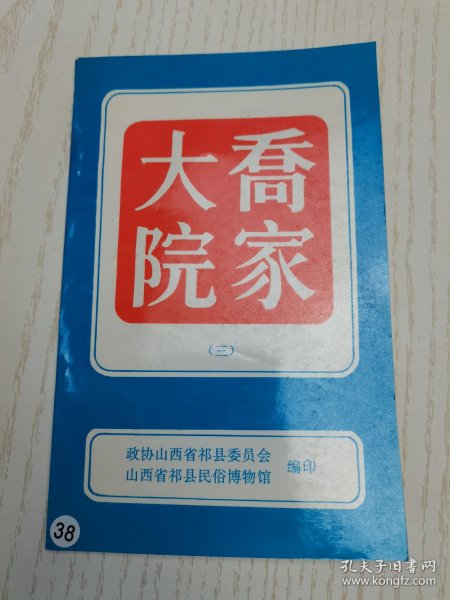 喬家
大院
(三)
政协山西省祁县委员会
山西省祁县民俗博物馆
编印
38
孔夫子旧书网
www.kongfz.com